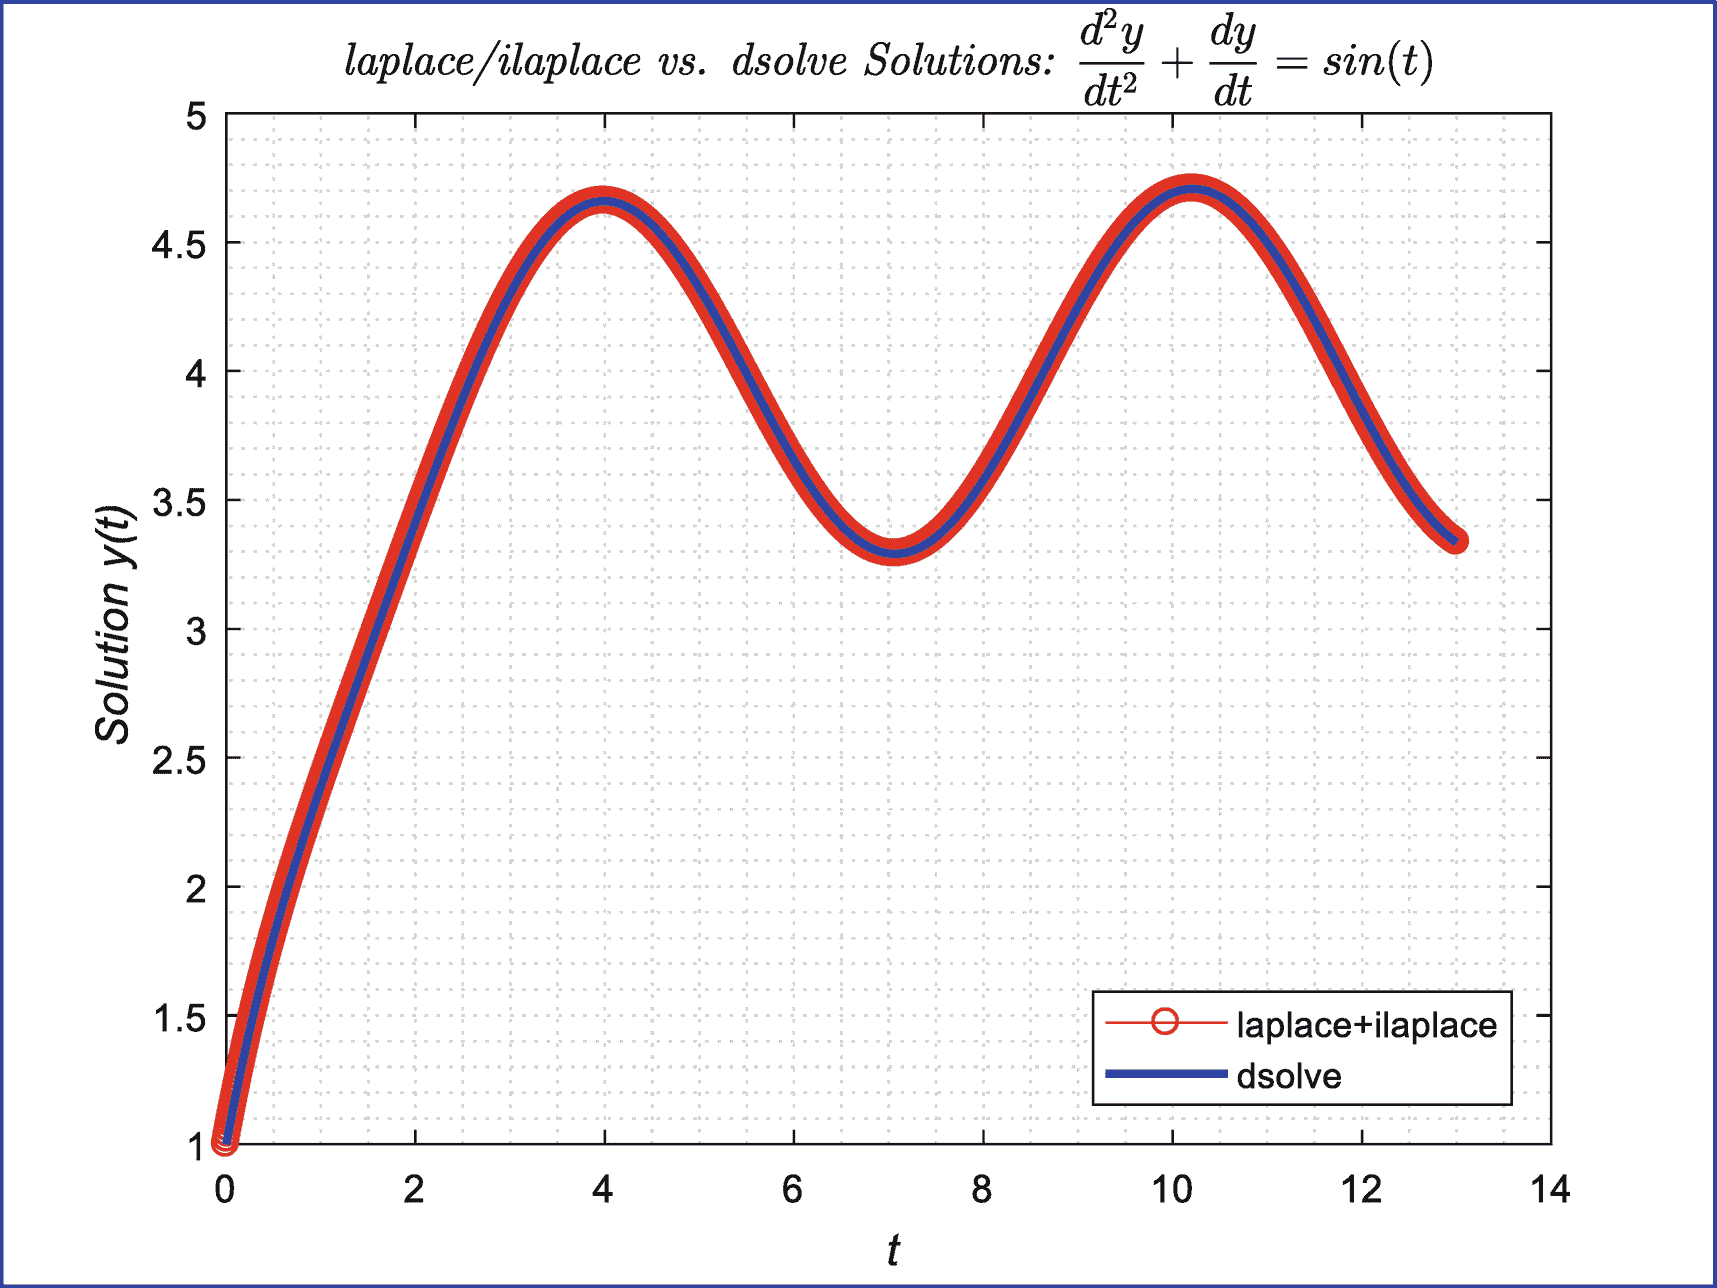 laplace/ilaplace vs. dsolve Solutions: d²y/dt² + dy/dt = sin(t)
5
4.5
4
3.5
3
2.5
2
1.5
1
Solution y(t)
laplace+ilaplace
dsolve
0 2 4 6 8 10 12 14
t